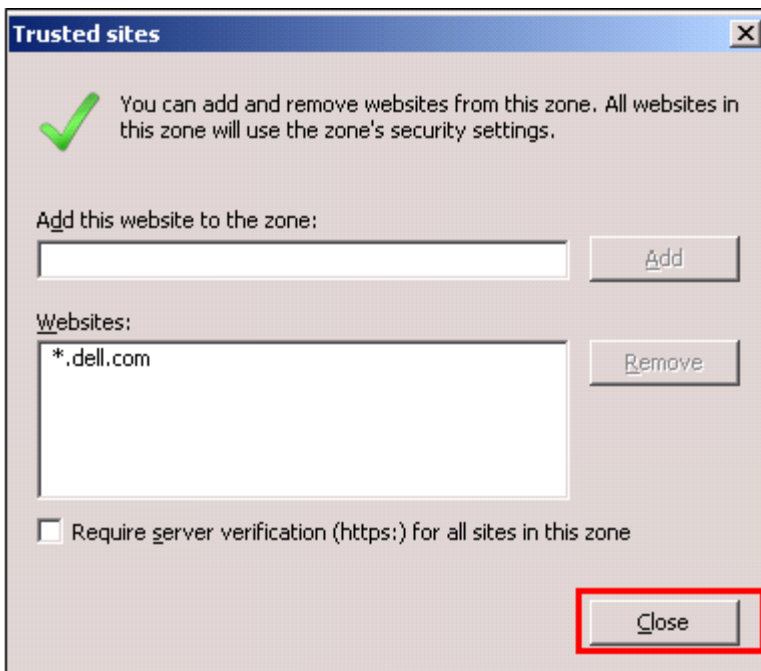 Trusted sites
You can add and remove websites from this zone. All websites in
this zone will use the zone's security settings.
Add this website to the zone:
Add
Websites:
*.dell.com
Remove
Require server verification (https:) for all sites in this zone
Close